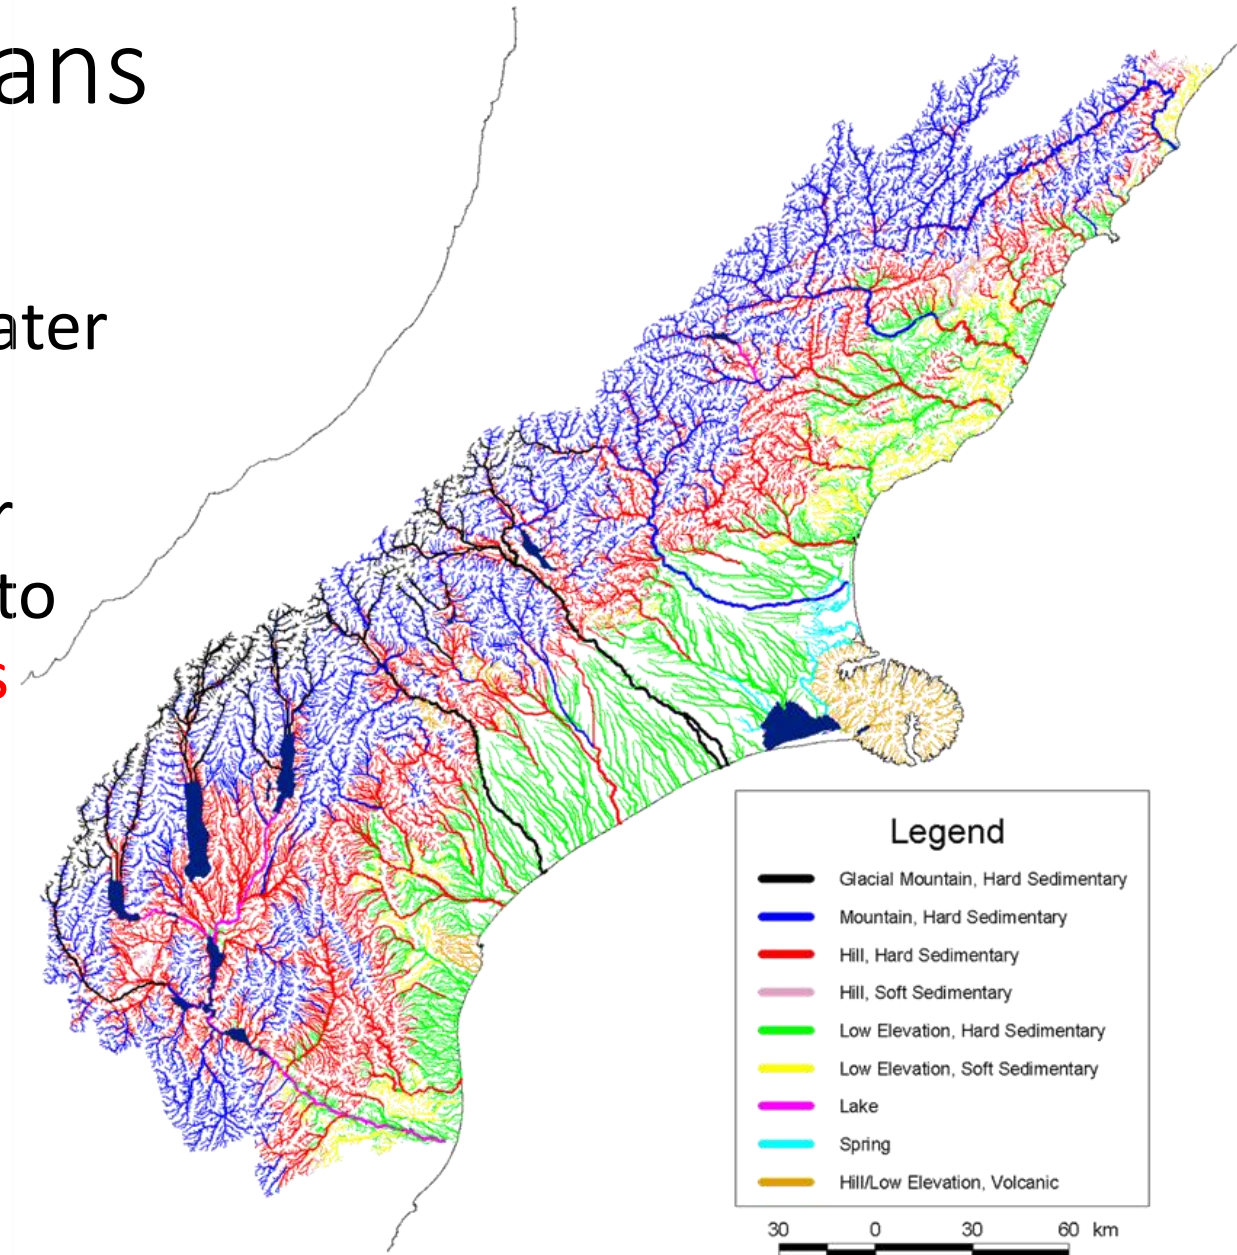 ans
ater
r
to
s
Legend
Glacial Mountain, Hard Sedimentary
Mountain, Hard Sedimentary
Hill, Hard Sedimentary
Hill, Soft Sedimentary
Low Elevation, Hard Sedimentary
Low Elevation, Soft Sedimentary
Lake
Spring
Hill/Low Elevation, Volcanic
30 0 30 60 km